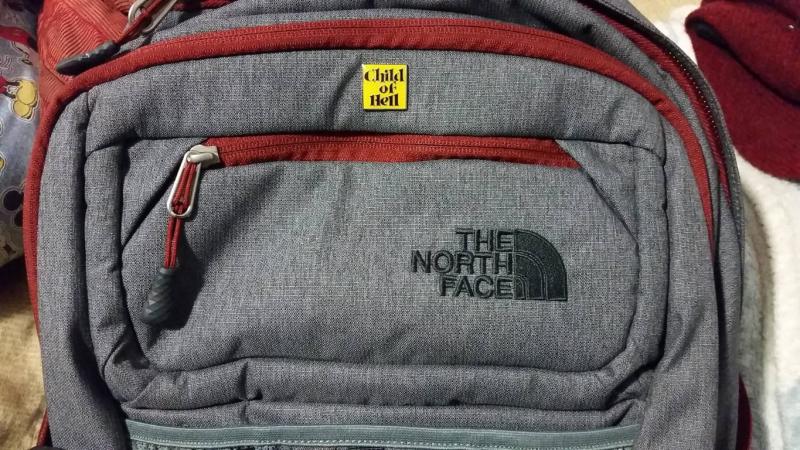 Child
of
Hell
THE
NORTH
FACE